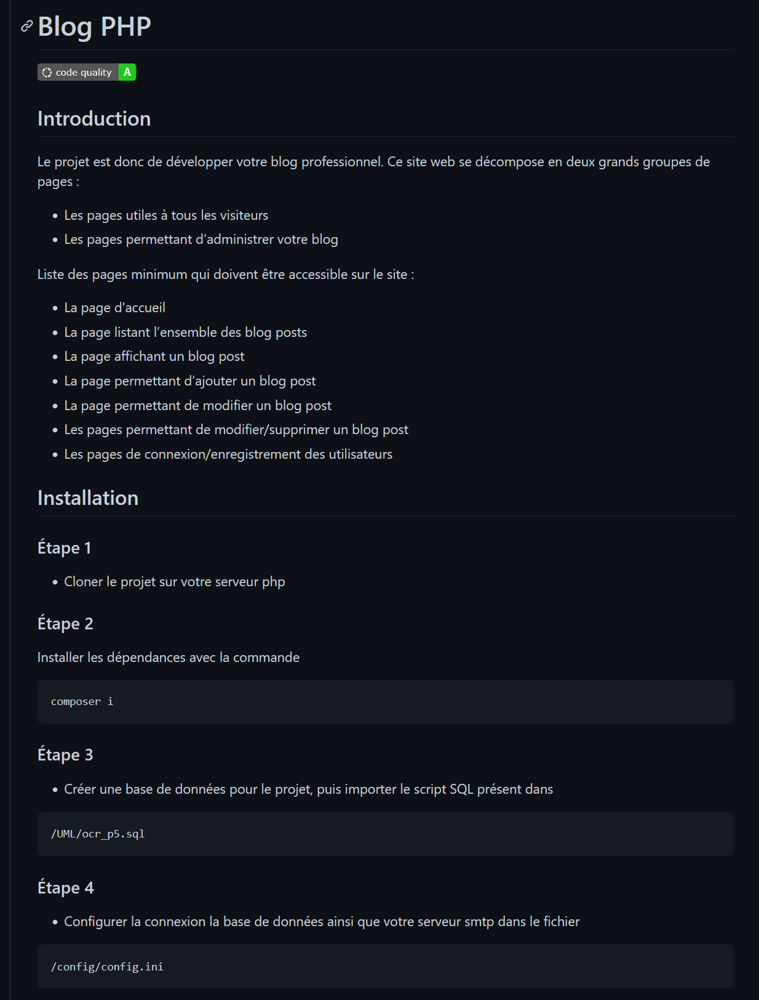 Blog PHP
code quality A
Introduction
Le projet est donc de développer votre blog professionnel. Ce site web se décompose en deux grands groupes de
pages :
Les pages utiles à tous les visiteurs
Les pages permettant d’administrer votre blog
Liste des pages minimum qui doivent être accessible sur le site :
La page d'accueil
La page listant l’ensemble des blog posts
La page affichant un blog post
La page permettant d’ajouter un blog post
La page permettant de modifier un blog post
Les pages permettant de modifier/supprimer un blog post
Les pages de connexion/enregistrement des utilisateurs
Installation
Étape 1
Cloner le projet sur votre serveur php
Étape 2
Installer les dépendances avec la commande
composer i
Étape 3
Créer une base de données pour le projet, puis importer le script SQL présent dans
/UML/ocr_p5.sql
Étape 4
Configurer la connexion la base de données ainsi que votre serveur smtp dans le fichier
/config/config.ini